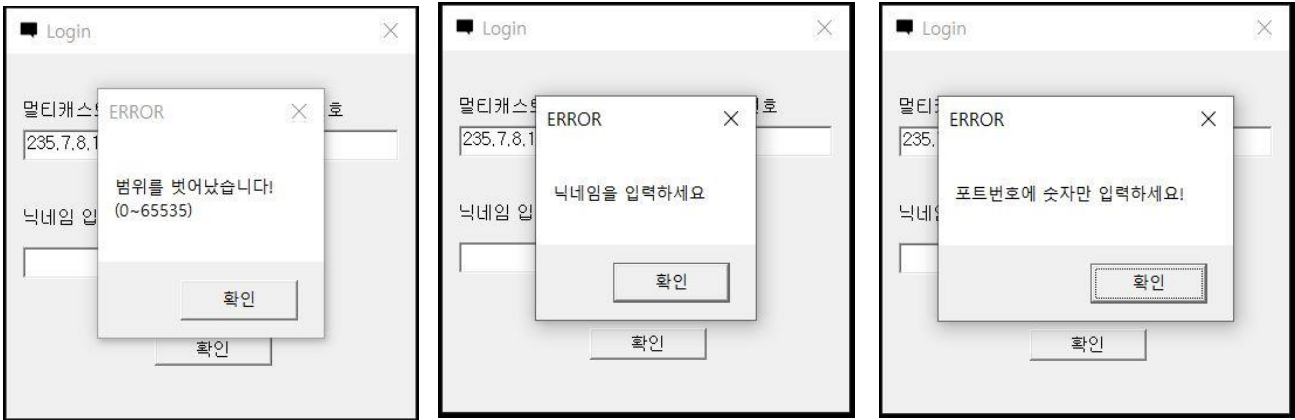 Login
멀티캐스
ERROR
호
235.7.8.1
범위를 벗어났습니다!
(0~65535)
닉네임 입
확인
확인
Login
멀티캐스
ERROR
호
235.7.8.1
닉네임을 입력하세요
닉네임 입
확인
확인
Login
멀티
ERROR
235.
포트번호에 숫자만 입력하세요!
닉네
확인
확인